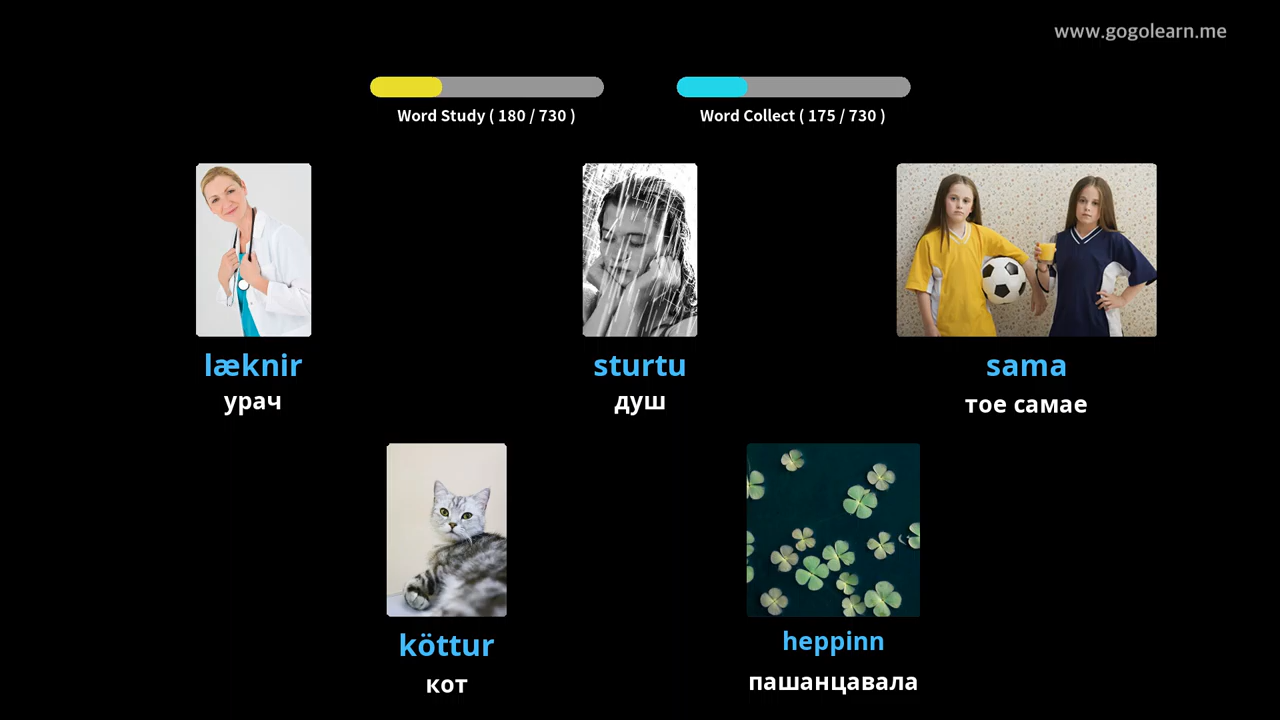 www.gogolearn.me
Word Study ( 180 / 730 )
Word Collect ( 175 / 730 )
læknir
урач
sturtu
душ
sama
тое самае
köttur
кот
heppinn
пашанцавала